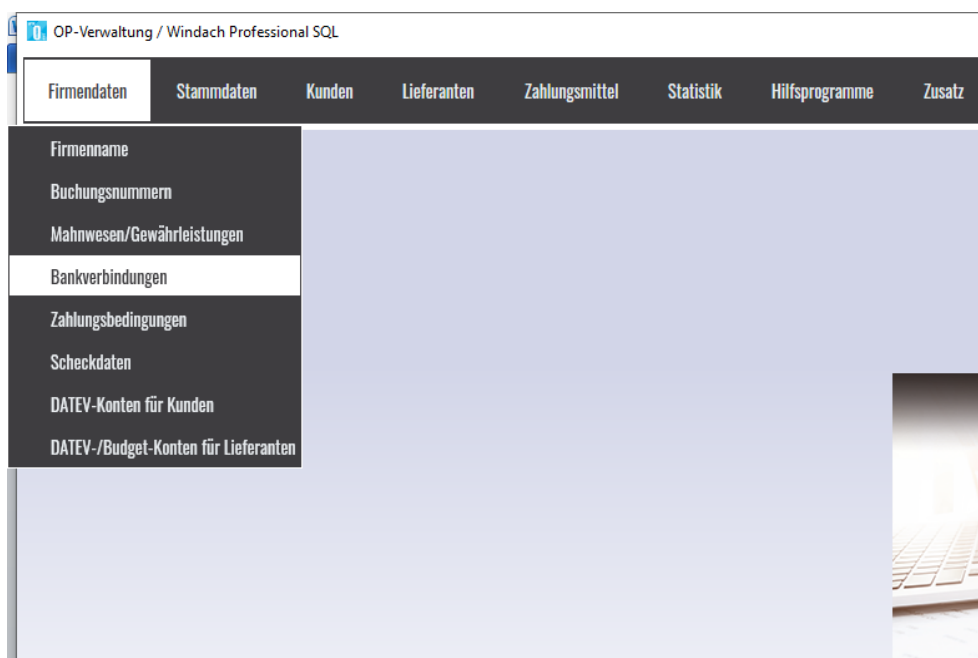 OP-Verwaltung / Windach Professional SQL
Firmendaten Stammdaten Kunden Lieferanten Zahlungsmittel Statistik Hilfsprogramme Zusatz
Firmenname
Buchungsnummern
Mahnwesen/Gewährleistungen
Bankverbindungen
Zahlungsbedingungen
Scheckdaten
DATEV-Konten für Kunden
DATEV-/Budget-Konten für Lieferanten